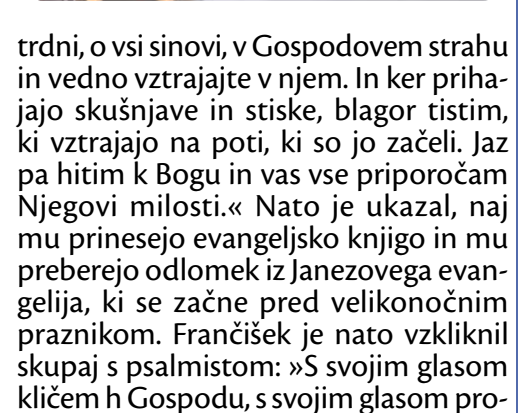 trdni, o vsi sinovi, v Gospodovem strahu
in vedno vztrajajte v njem. In ker priha-
jajo skušnjave in stiske, blagor tistim,
ki vztrajajo na poti, ki so jo začeli. Jaz
pa hitim k Bogu in vas vse priporočam
Njegovi milosti.« Nato je ukazal, naj
mu prinesejo evangeljsko knjigo in mu
preberejo odlomek iz Janezovega evan-
gelija, ki se začne pred velikonočnim
praznikom. Frančišek je nato vzkliknil
skupaj s psalmistom: »S svojim glasom
kličem h Gospodu, s svojim glasom pro-